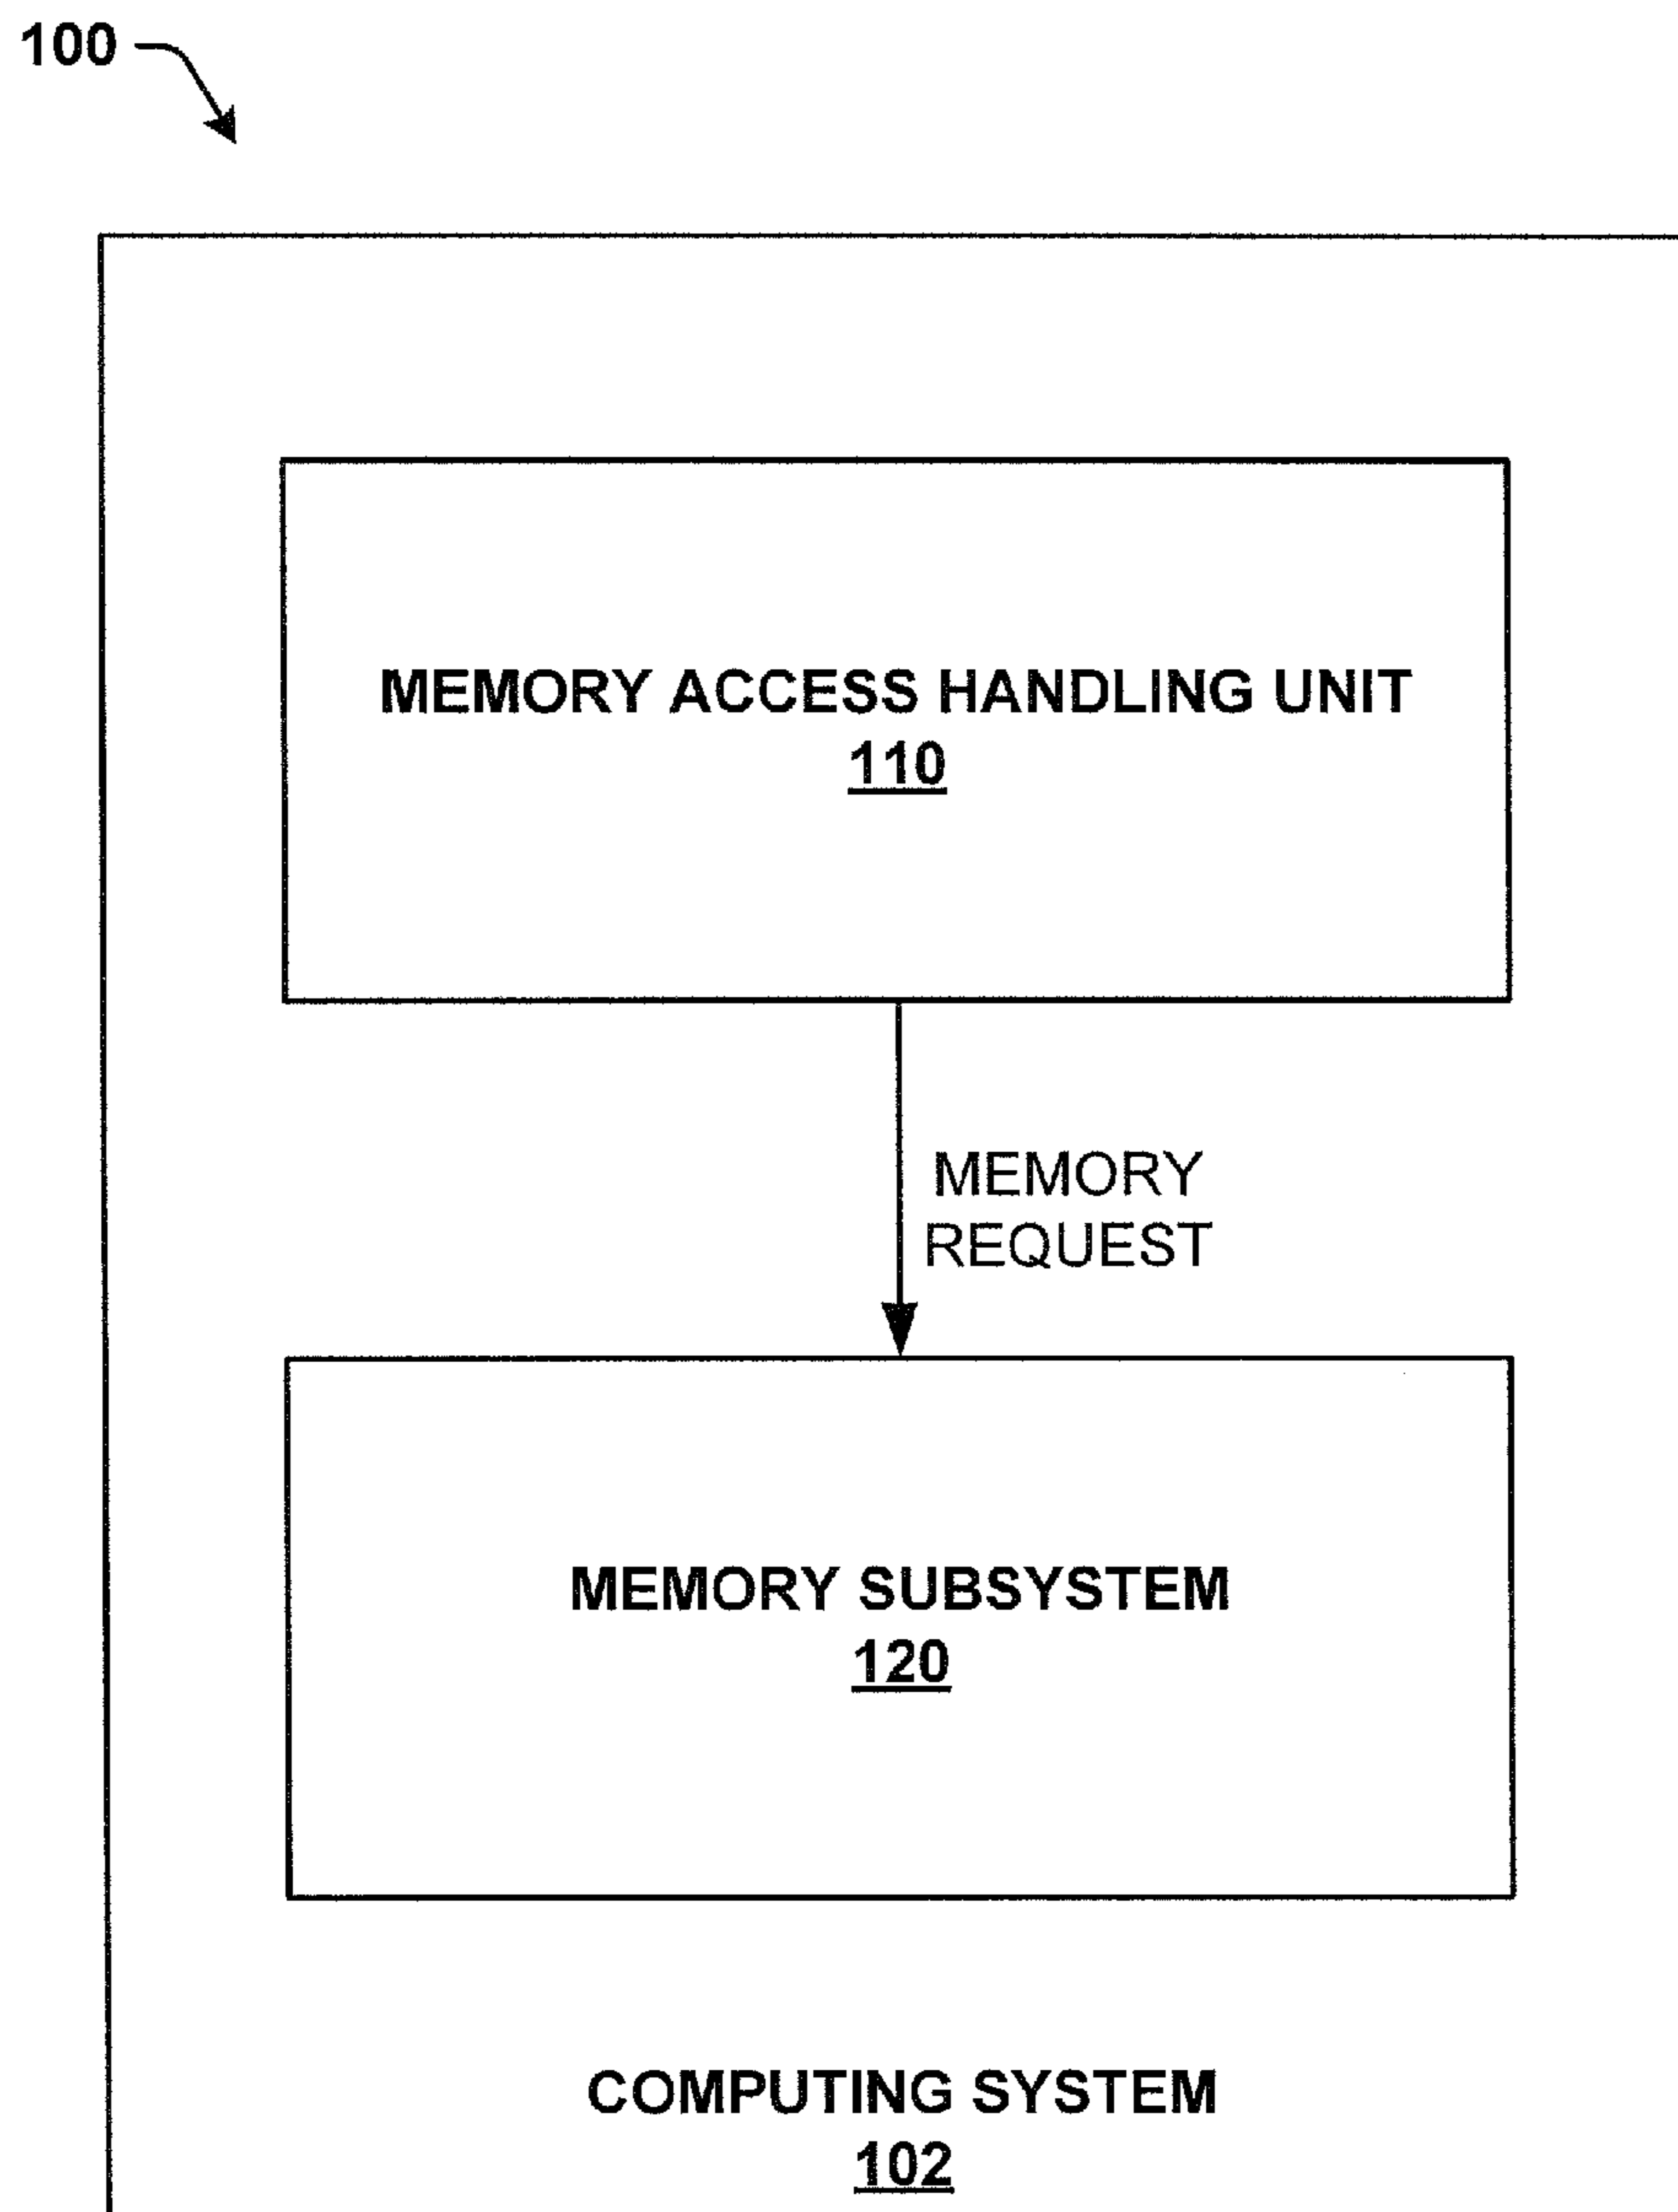 100
MEMORY ACCESS HANDLING UNIT
110
MEMORY
REQUEST
MEMORY SUBSYSTEM
120
COMPUTING SYSTEM
102